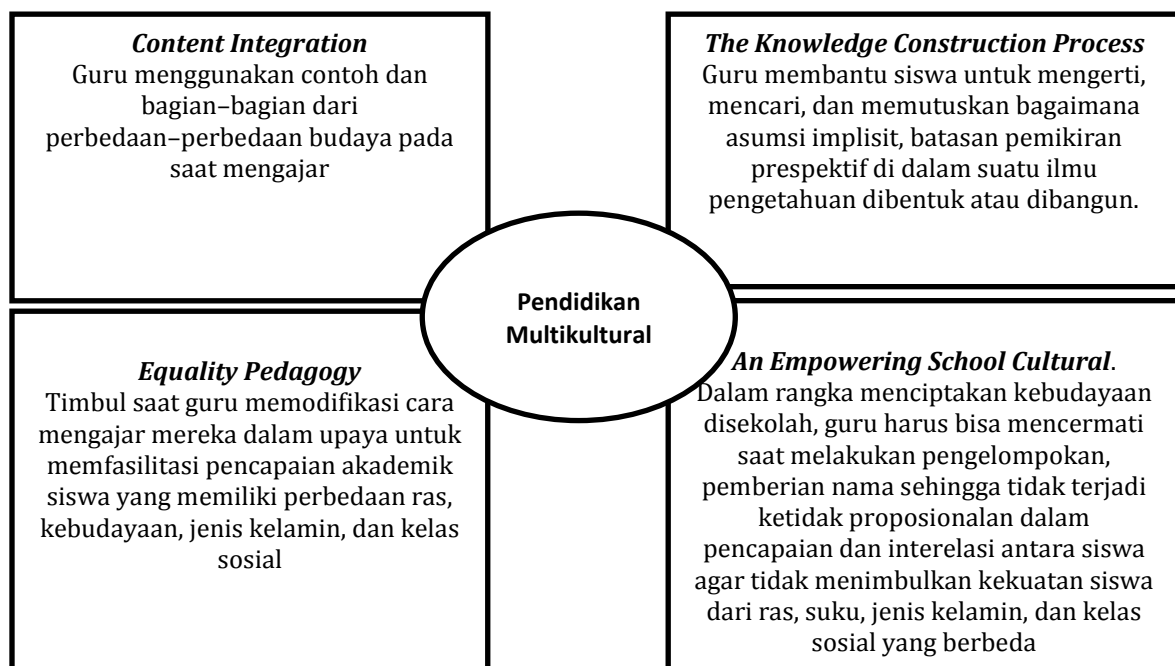 Content Integration
Guru menggunakan contoh dan
bagian–bagian dari
perbedaan–perbedaan budaya pada
saat mengajar
The Knowledge Construction Process
Guru membantu siswa untuk mengerti,
mencari, dan memutuskan bagaimana
asumsi implisit, batasan pemikiran
prespektif di dalam suatu ilmu
pengetahuan dibentuk atau dibangun.
Pendidikan
Multikultural
Equality Pedagogy
Timbul saat guru memodifikasi cara
mengajar mereka dalam upaya untuk
memfasilitasi pencapaian akademik
siswa yang memiliki perbedaan ras,
kebudayaan, jenis kelamin, dan kelas
sosial
An Empowering School Cultural.
Dalam rangka menciptakan kebudayaan
disekolah, guru harus bisa mencermati
saat melakukan pengelompokan,
pemberian nama sehingga tidak terjadi
ketidak proposionalan dalam
pencapaian dan interelasi antara siswa
agar tidak menimbulkan kekuatan siswa
dari ras, suku, jenis kelamin, dan kelas
sosial yang berbeda